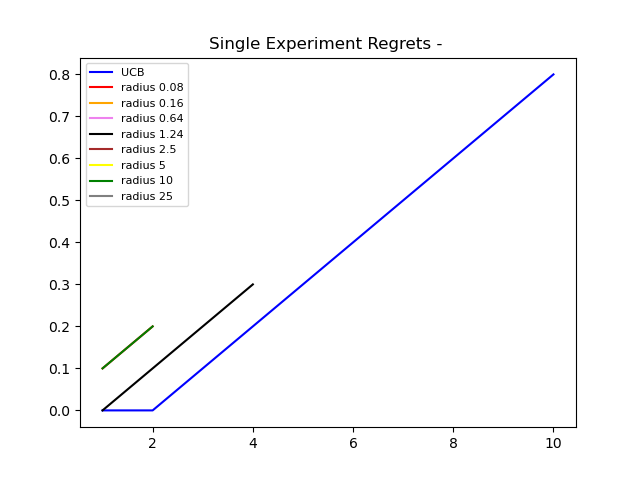 Single Experiment Regrets -
UCB
radius 0.08
radius 0.16
radius 0.64
radius 1.24
radius 2.5
radius 5
radius 10
radius 25
0.8
0.7
0.6
0.5
0.4
0.3
0.2
0.1
0.0
2 4 6 8 10